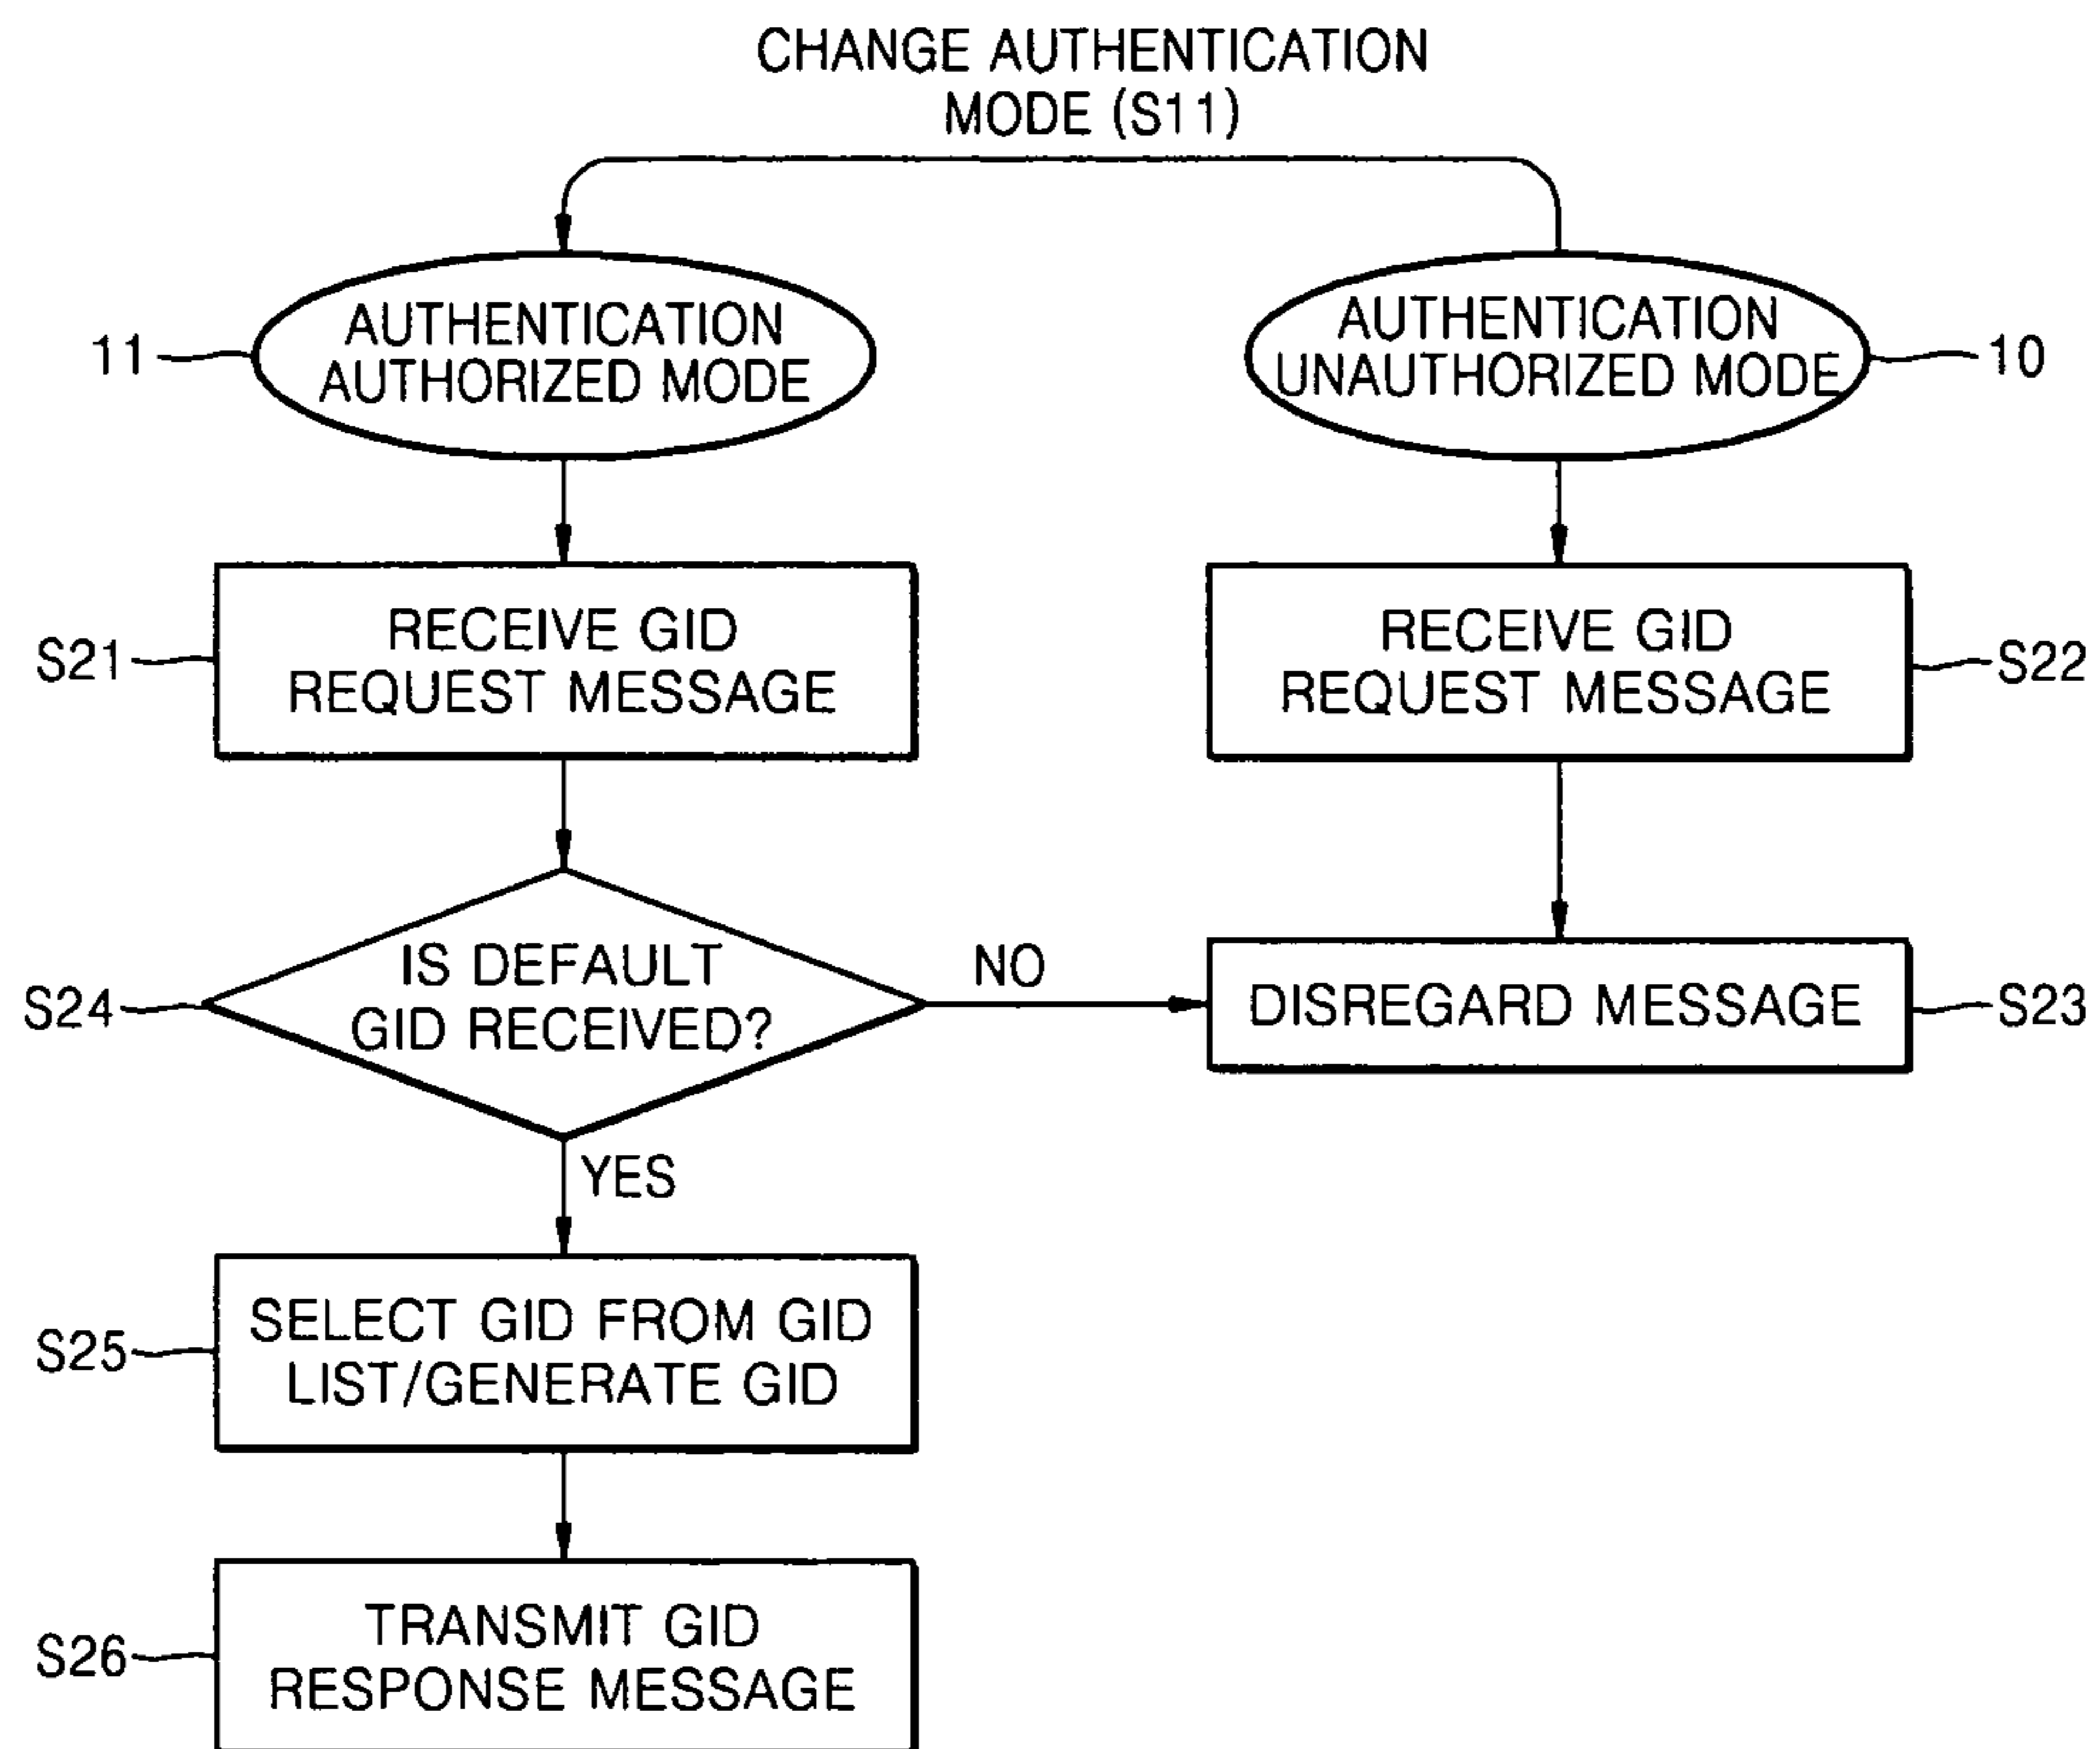 CHANGE AUTHENTICATION
MODE (S11)
11
AUTHENTICATION
AUTHORIZED MODE
AUTHENTICATION
UNAUTHORIZED MODE
10
S21
RECEIVE GID
REQUEST MESSAGE
RECEIVE GID
REQUEST MESSAGE
S22
S24
IS DEFAULT
GID RECEIVED?
NO
DISREGARD MESSAGE
S23
YES
S25
SELECT GID FROM GID
LIST/GENERATE GID
S26
TRANSMIT GID
RESPONSE MESSAGE